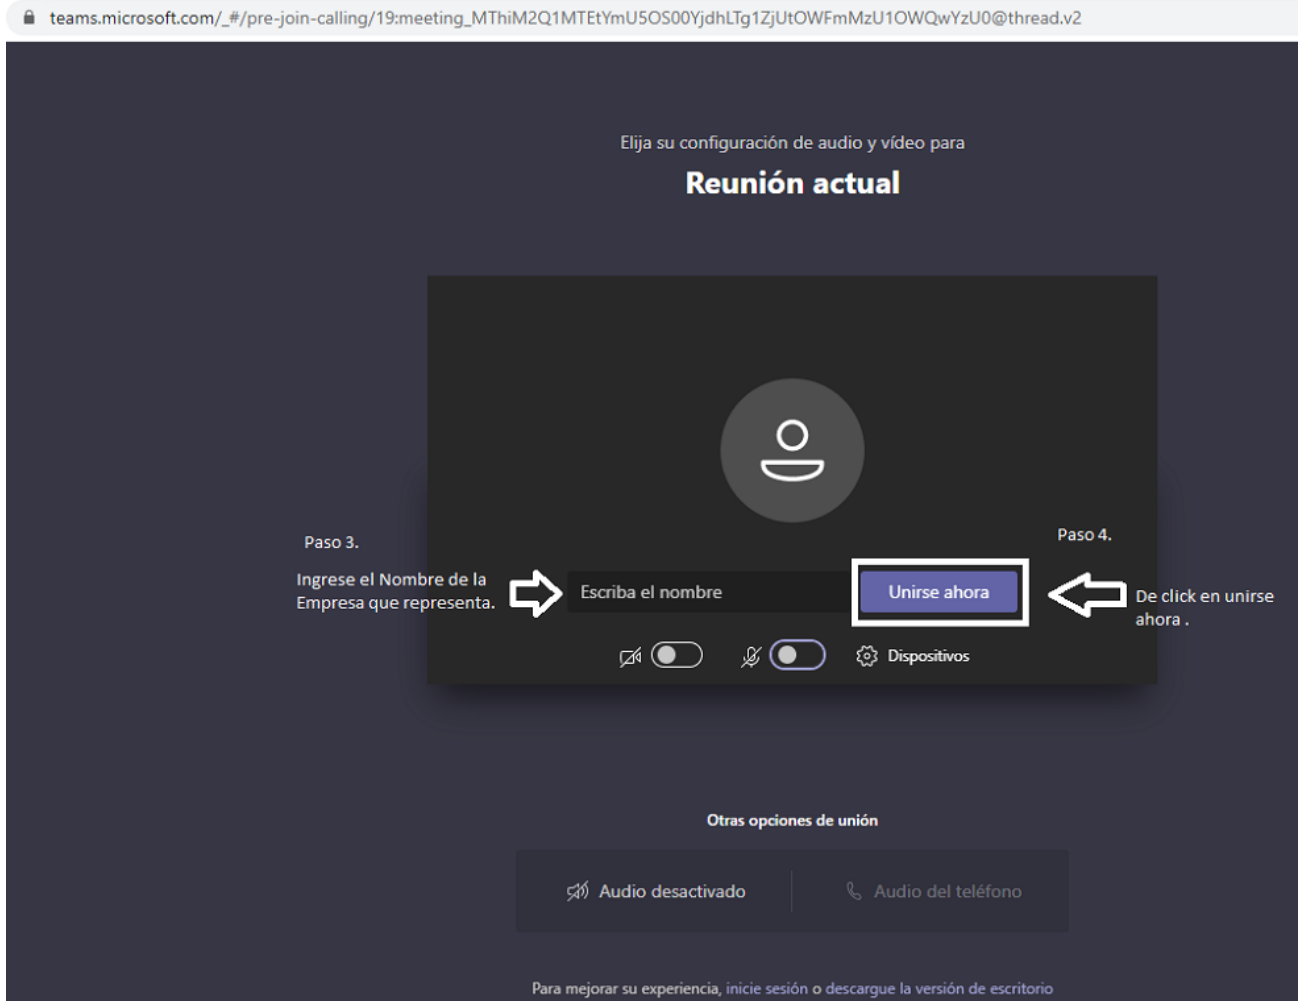 teams.microsoft.com/_#/pre-join-calling/19:meeting_MThiM2Q1MTEtYmU5OS00YjdhLTg1ZjUtOWFmMzU1OWQwYzU0@thread.v2
Elija su configuración de audio y vídeo para
Reunión actual
Paso 3.
Ingrese el Nombre de la
Empresa que representa.
Escriba el nombre
Unirse ahora
Paso 4.
De click en unirse
ahora .
Dispositivos
Otras opciones de unión
Audio desactivado
Audio del teléfono
Para mejorar su experiencia, inicie sesión o descargue la versión de escritorio